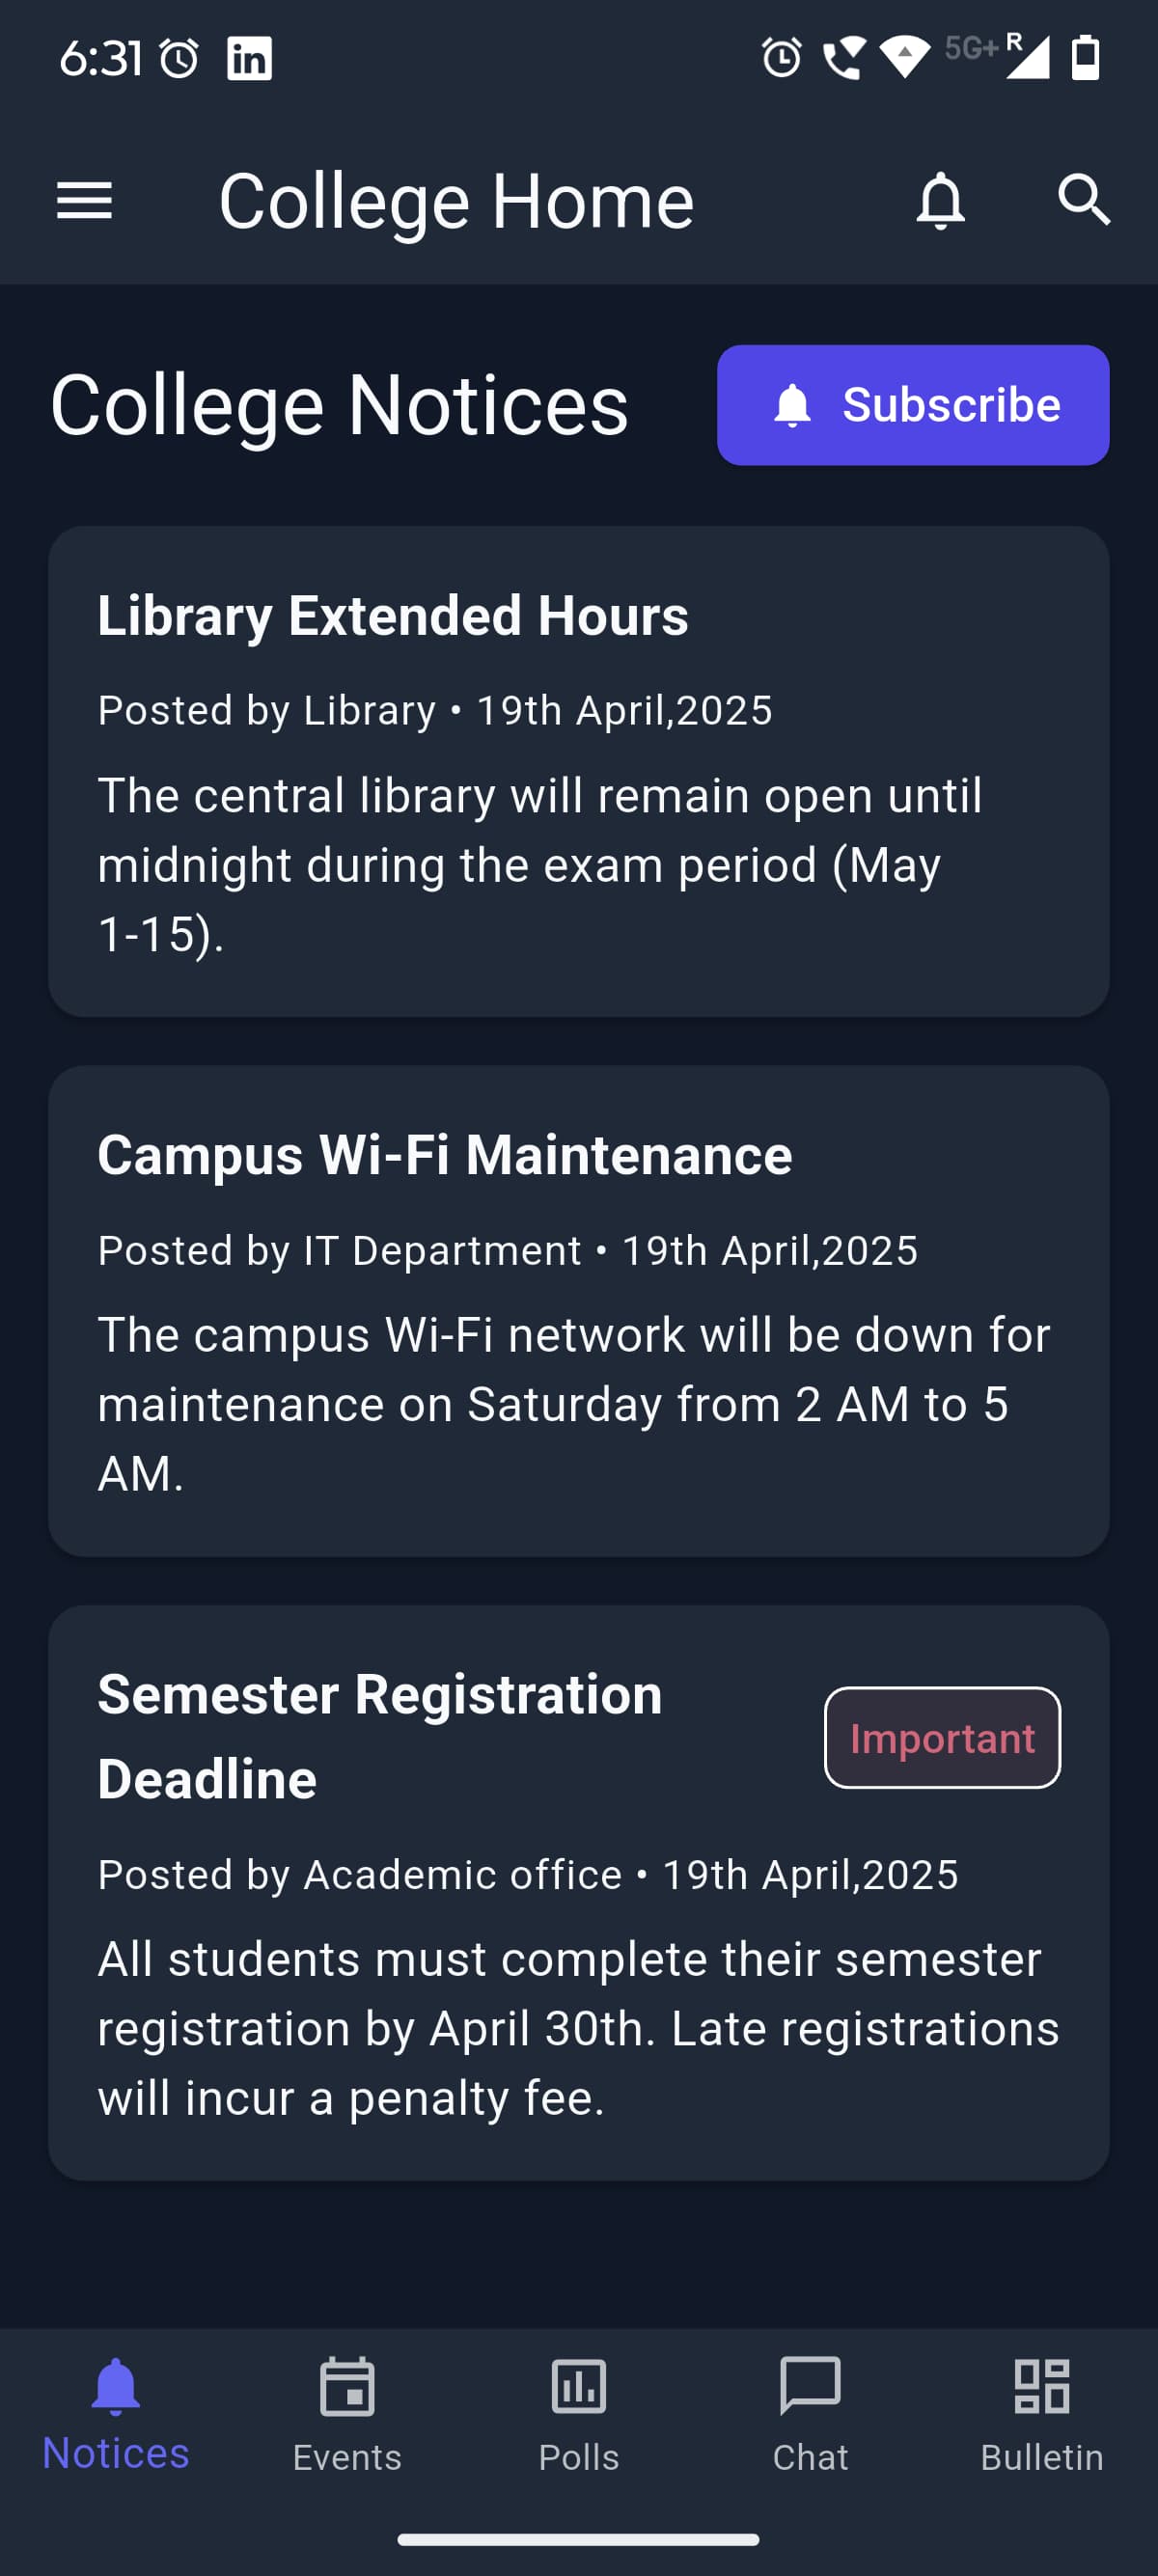 6:31
in
5G+ R
College Home
College Notices
Subscribe
Library Extended Hours
Posted by Library • 19th April,2025
The central library will remain open until
midnight during the exam period (May
1-15).
Campus Wi-Fi Maintenance
Posted by IT Department • 19th April,2025
The campus Wi-Fi network will be down for
maintenance on Saturday from 2 AM to 5
AM.
Semester Registration
Deadline
Important
Posted by Academic office • 19th April,2025
All students must complete their semester
registration by April 30th. Late registrations
will incur a penalty fee.
Notices
Events
Polls
Chat
Bulletin